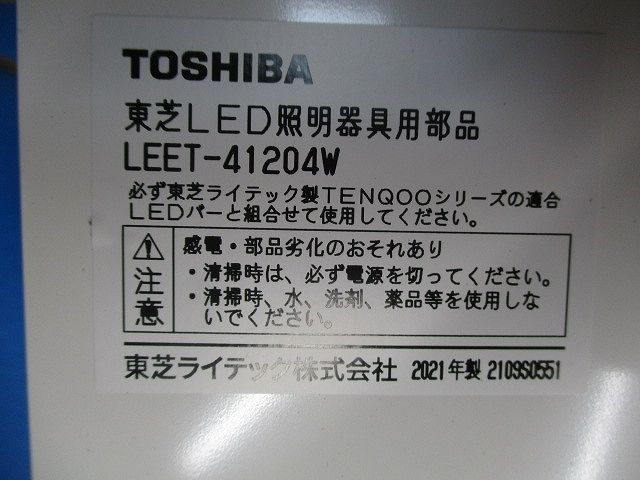 TOSHIBA
東芝LED照明器具用部品
LEET-41204W
必ず東芝ライテック製TENQOOシリーズの適合
LEDバーと組合せて使用してください。
注意
感電・部品劣化のおそれあり
・清掃時は、必ず電源を切ってください。
・清掃時、水、洗剤、薬品等を使用しな
いでください。
東芝ライテック株式会社 2021年製 2109S0551